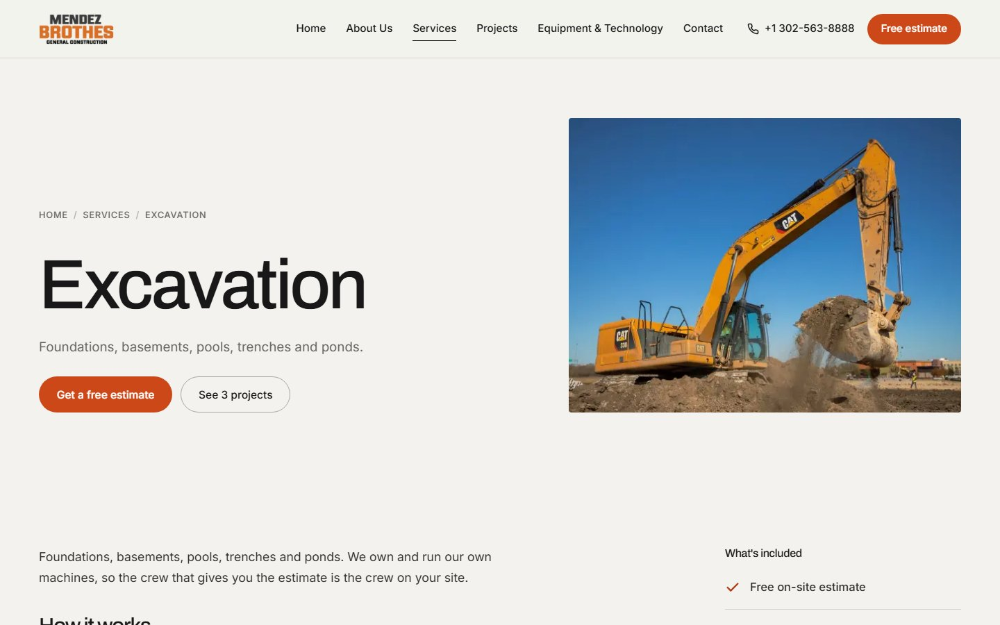 MENDEZ
BROTHES
GENERAL CONSTRUCTION
Home
About Us
Services
Projects
Equipment & Technology
Contact
+1 302-563-8888
Free estimate
HOME / SERVICES / EXCAVATION
Excavation
Foundations, basements, pools, trenches and ponds.
Get a free estimate
See 3 projects
CAT
CAT
330
CAT
Foundations, basements, pools, trenches and ponds. We own and run our own
machines, so the crew that gives you the estimate is the crew on your site.
What's included
Free on-site estimate
How it works